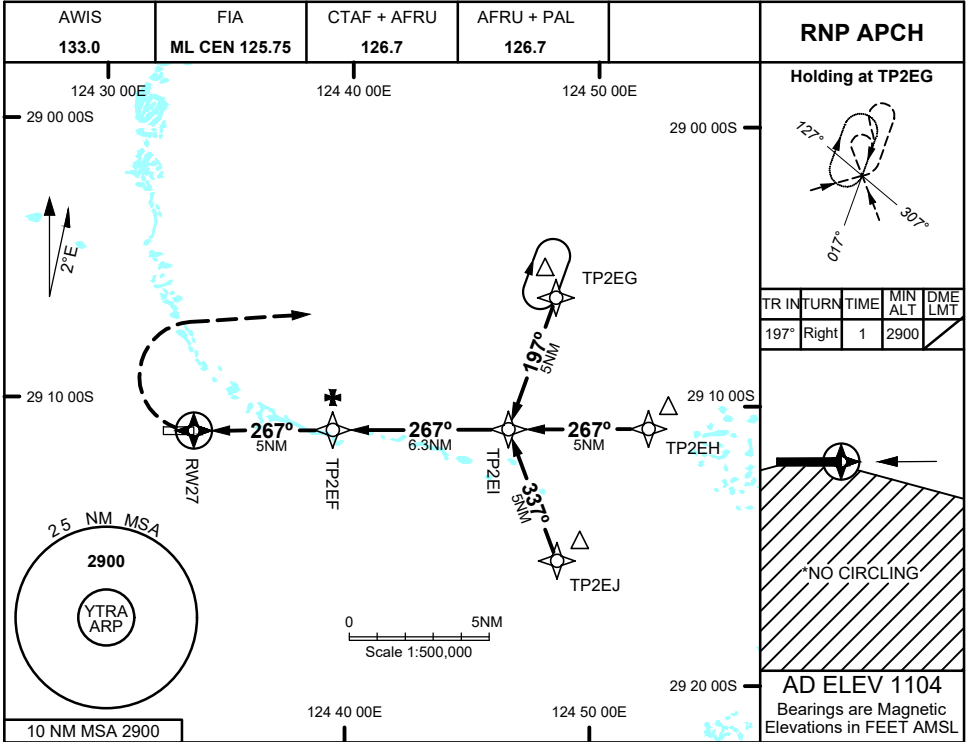 AWIS
133.0
FIA
ML CEN 125.75
CTAF + AFRU
126.7
AFRU + PAL
126.7
RNP APCH
124 30 00E
124 40 00E
124 50 00E
29 00 00S
29 00 00S
Holding at TP2EG
127°
307°
017°
2°E
TP2EG
197°
5NM
TR IN
TURN
TIME
MIN ALT
DME LMT
197°
Right
1
2900
29 10 00S
29 10 00S
267°
5NM
267°
6.3NM
267°
5NM
RW27
TP2EF
TP2EI
TP2EH
337°
5NM
TP2EJ
25 NM MSA
2900
YTRA
ARP
0 5NM
Scale 1:500,000
*NO CIRCLING
29 20 00S
AD ELEV 1104
Bearings are Magnetic
Elevations in FEET AMSL
10 NM MSA 2900
124 40 00E
124 50 00E